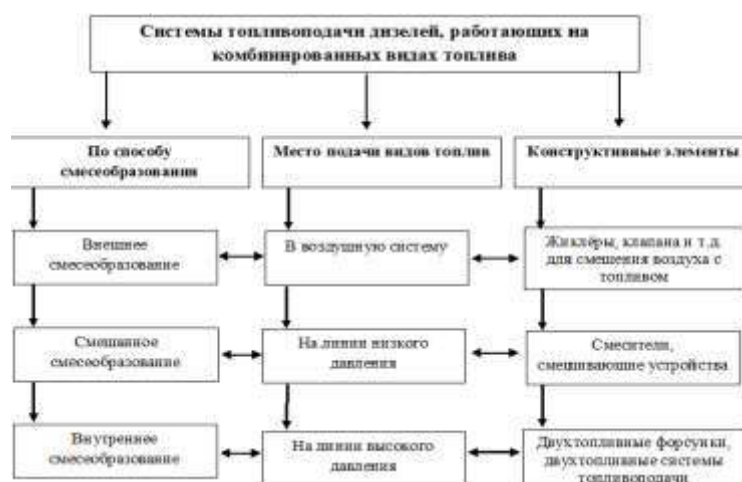 Системы топливоподачи дизелей, работающих на
комбинированных видах топлива
По способу
смесеобразования
Место подачи видов топлив
Конструктивные элементы
Внешнее
смесеобразование
В воздушную систему
Жиклёры, клапана и т.д.
для смешения воздуха с
топливом
Смешанное
смесеобразование
На линии низкого
давления
Смесители,
смешивающие устройства
Внутреннее
смесеобразование
На линии высокого
давления
Двухтопливные форсунки,
двухтопливные системы
топливоподачи